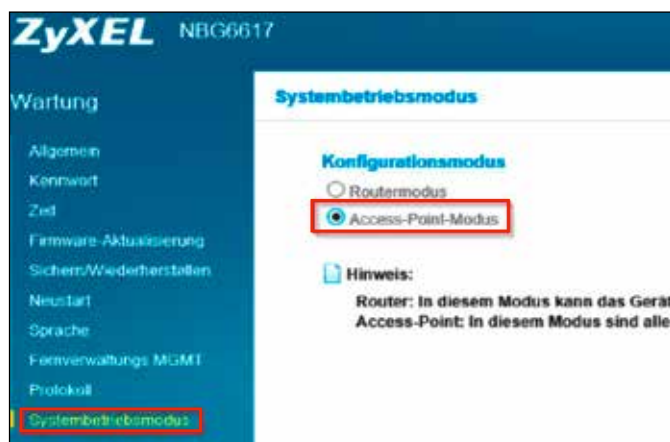 ZyXEL NBG6617
Wartung
Allgemein
Kennwort
Zeit
Firmware-Aktualisierung
Sichern/Wiederherstellen
Neustart
Sprache
Fernverwaltungs MGMT
Protokoll
Systembetriebsmodus
Systembetriebsmodus
Konfigurationsmodus
Routermodus
Access-Point-Modus
Hinweis:
Router: In diesem Modus kann das Gerät
Access-Point: In diesem Modus sind alle